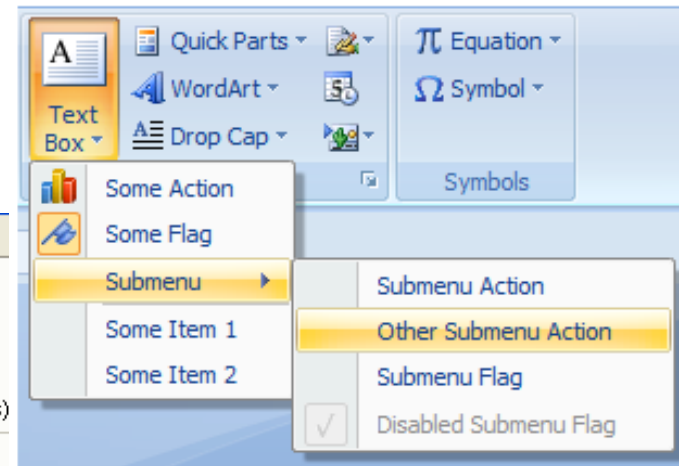 A
Text
Box
Quick Parts
WordArt
A Drop Cap
5
π Equation
Ω Symbol
Symbols
Some Action
Some Flag
Submenu
Some Item 1
Some Item 2
Submenu Action
Other Submenu Action
Submenu Flag
Disabled Submenu Flag
)